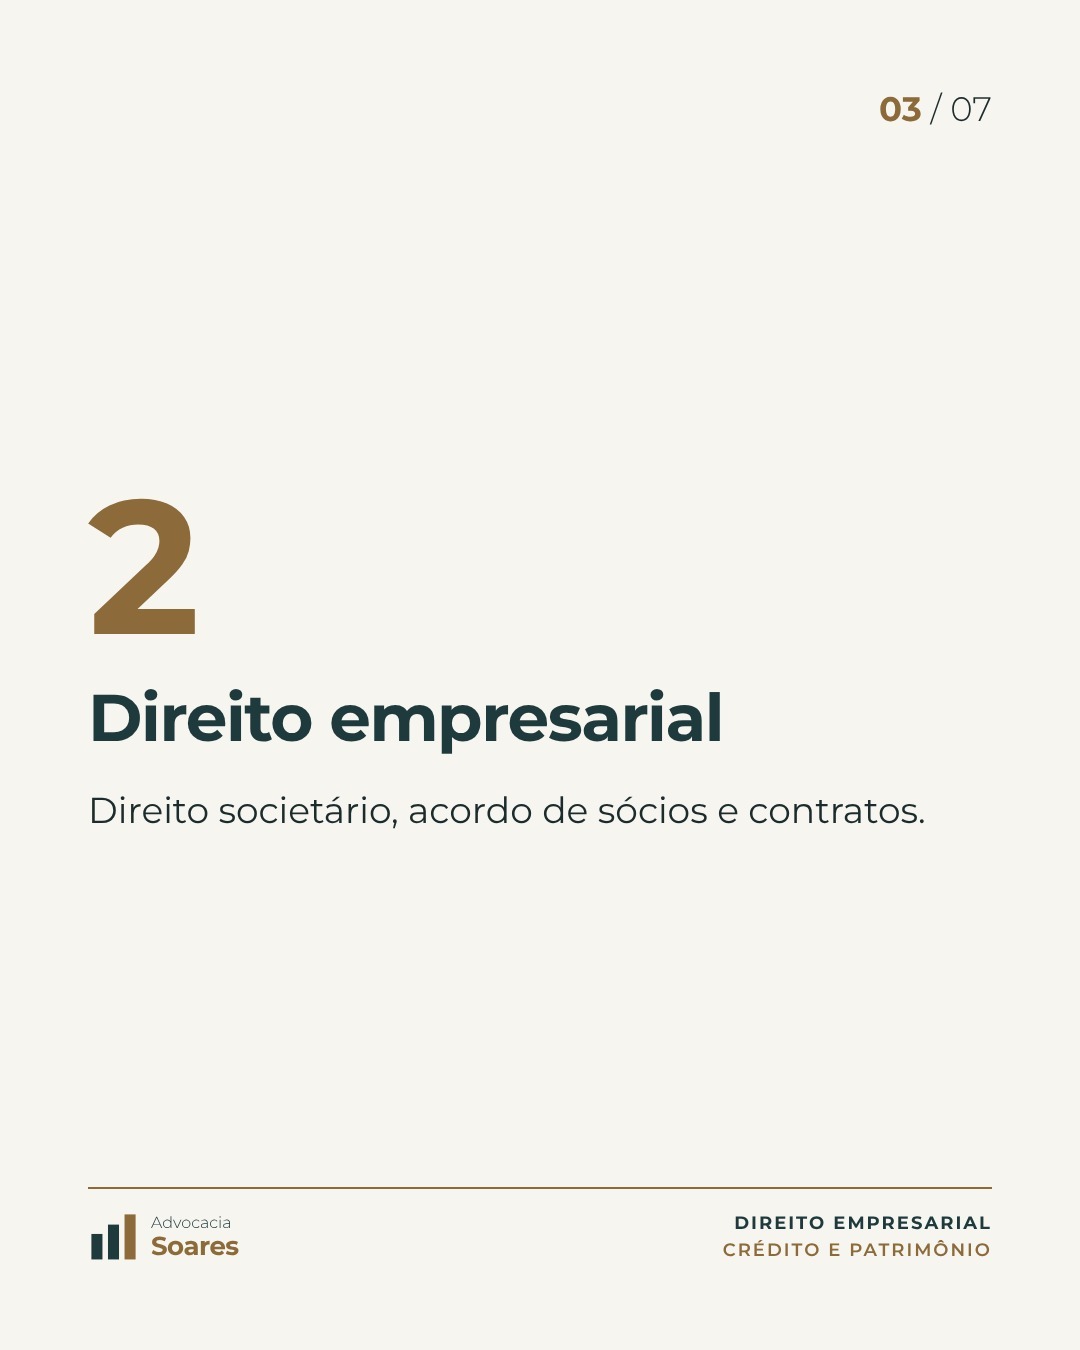 03 / 07
2
Direito empresarial
Direito societário, acordo de sócios e contratos.
Advocacia
Soares
DIREITO EMPRESARIAL
CRÉDITO E PATRIMÔNIO